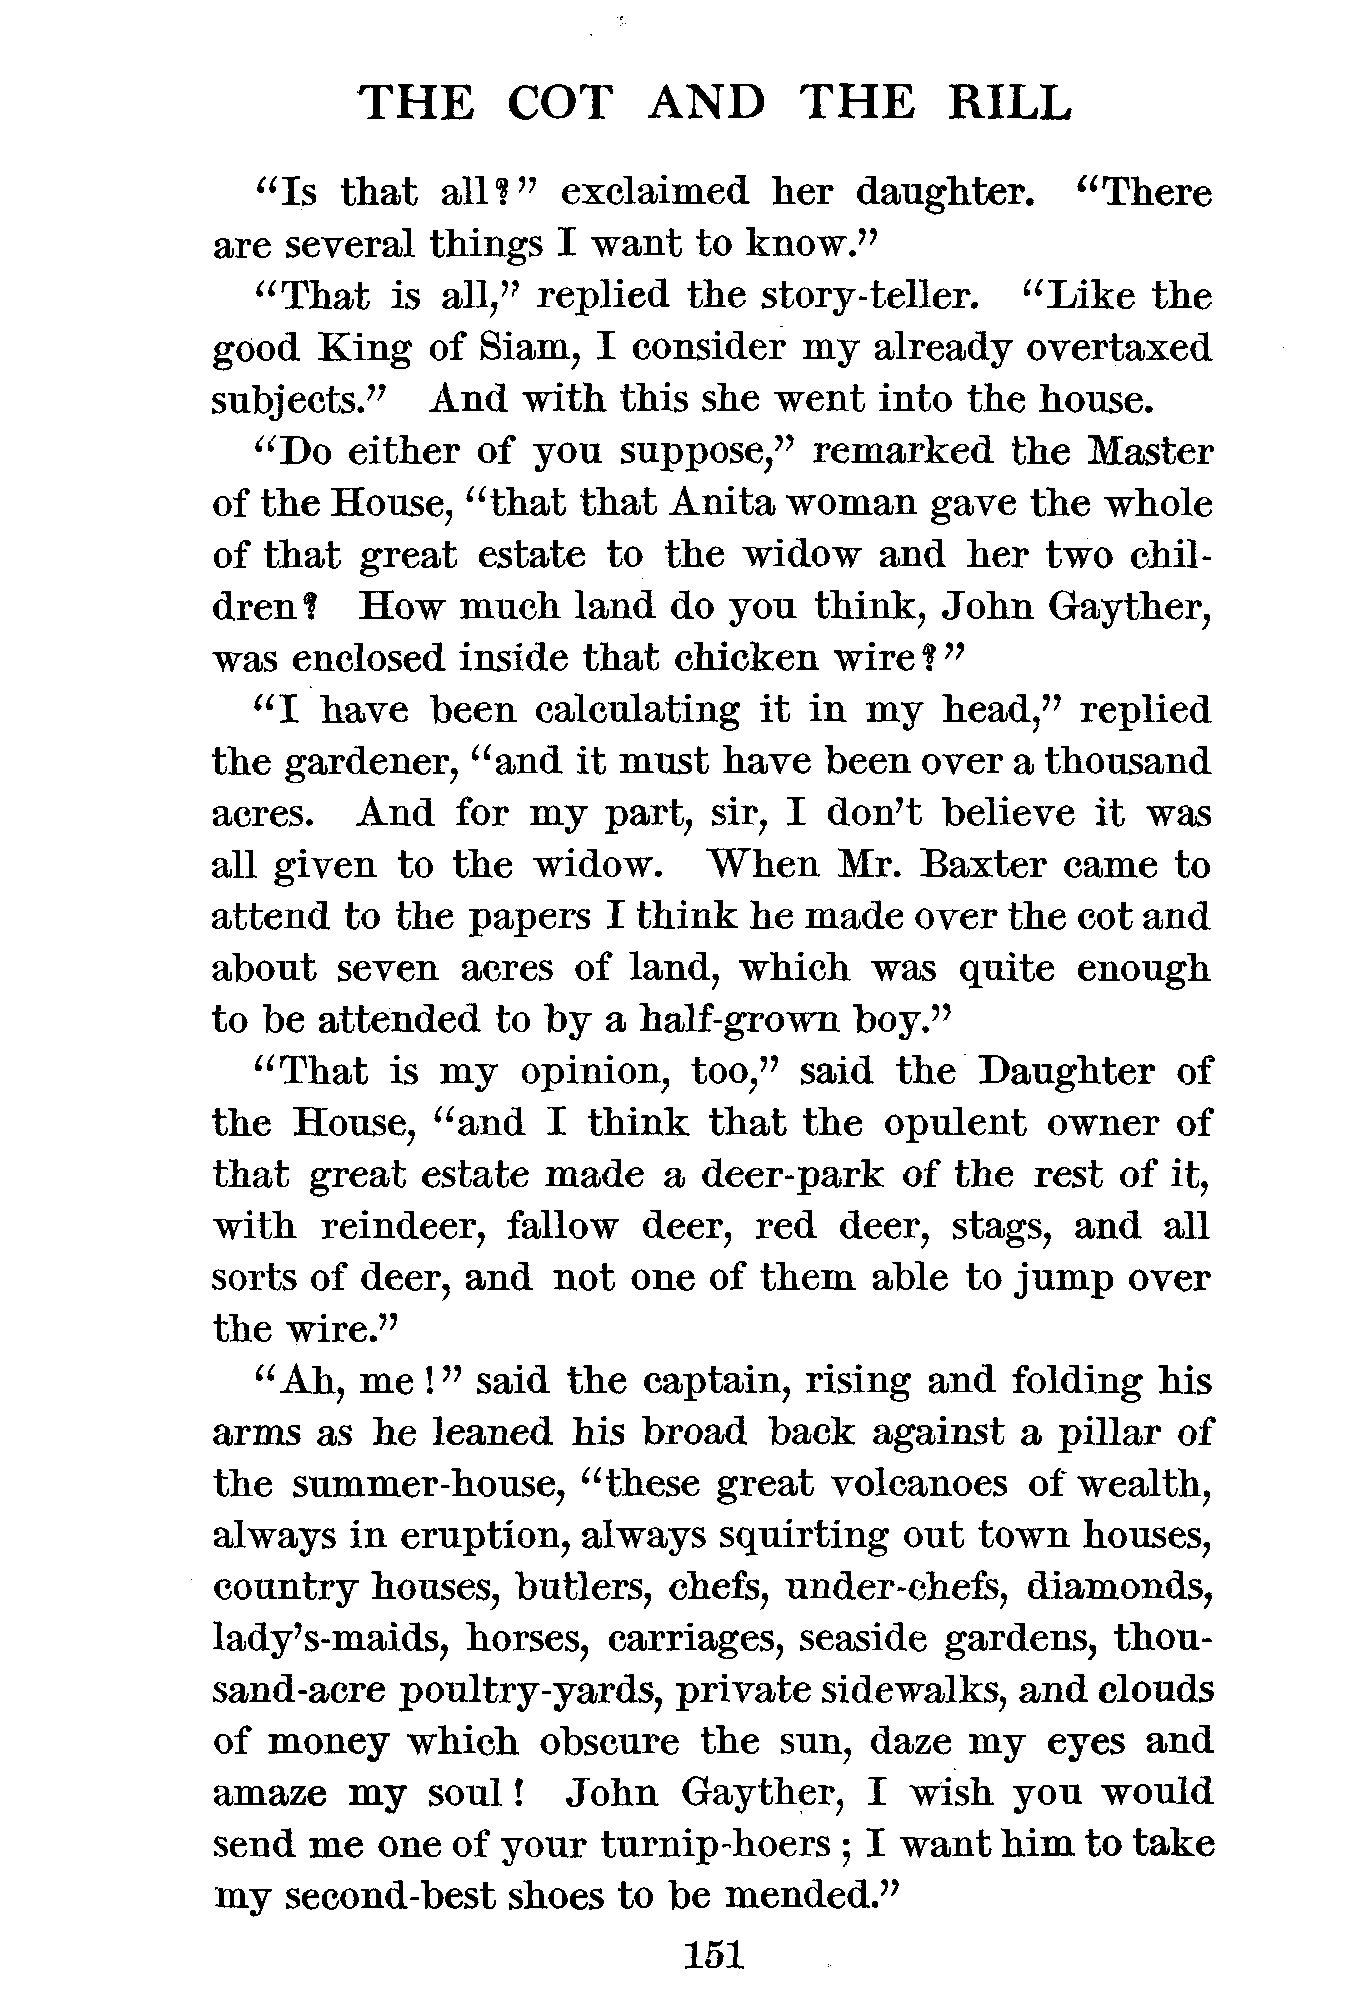 THE COT AND THE RILL
“Is that all?” exclaimed her daughter. “There
are several things I want to know.”
“That is all,” replied the story-teller. “Like the
good King of Siam, I consider my already overtaxed
subjects.” And with this she went into the house.
“Do either of you suppose,” remarked the Master
of the House, “that that Anita woman gave the whole
of that great estate to the widow and her two chil-
dren? How much land do you think, John Gayther,
was enclosed inside that chicken wire?”
“I have been calculating it in my head,” replied
the gardener, “and it must have been over a thousand
acres. And for my part, sir, I don't believe it was
all given to the widow. When Mr. Baxter came to
attend to the papers I think he made over the cot and
about seven acres of land, which was quite enough
to be attended to by a half-grown boy.”
“That is my opinion, too,” said the Daughter of
the House, “and I think that the opulent owner of
that great estate made a deer-park of the rest of it,
with reindeer, fallow deer, red deer, stags, and all
sorts of deer, and not one of them able to jump over
the wire.”
“Ah, me!” said the captain, rising and folding his
arms as he leaned his broad back against a pillar of
the summer-house, “these great volcanoes of wealth,
always in eruption, always squirting out town houses,
country houses, butlers, chefs, under-chefs, diamonds,
lady's-maids, horses, carriages, seaside gardens, thou-
sand-acre poultry-yards, private sidewalks, and clouds
of money which obscure the sun, daze my eyes and
amaze my soul! John Gayther, I wish you would
send me one of your turnip-hoers; I want him to take
my second-best shoes to be mended.”
151